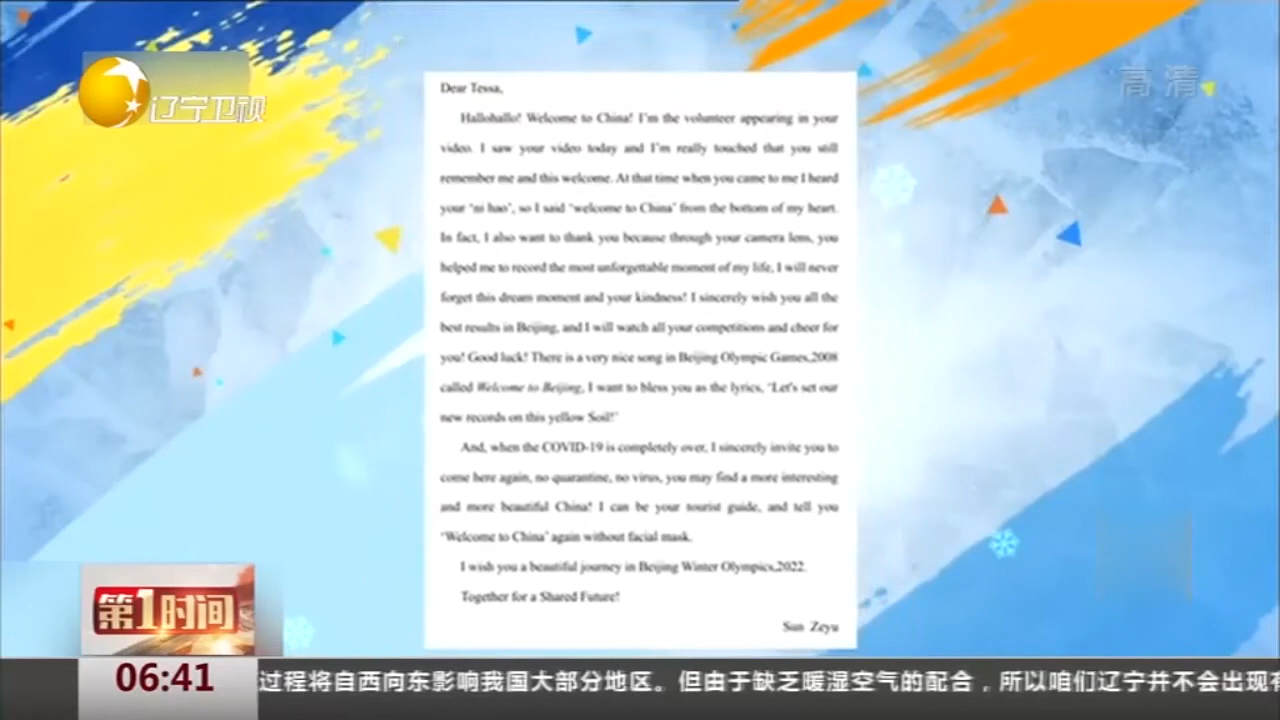 辽宁卫视
高清
Dear Tessa,
Hallohallo! Welcome to China! I'm the volunteer appearing in your
video. I saw your video today and I'm really touched that you still
remember me and this welcome. At that time when you came to me I heard
your 'ni hao', so I said 'welcome to China' from the bottom of my heart.
In fact, I also want to thank you because through your camera lens, you
helped me to record the most unforgettable moment of my life, I will never
forget this dream moment and your kindness! I sincerely wish you all the
best results in Beijing, and I will watch all your competitions and cheer for
you! Good luck! There is a very nice song in Beijing Olympic Games,2008
called Welcome to Beijing, I want to bless you as the lyrics, 'Let's set our
new records on this yellow Soil!'
And, when the COVID-19 is completely over, I sincerely invite you to
come here again, no quarantine, no virus, you may find a more interesting
and more beautiful China! I can be your tourist guide, and tell you
'Welcome to China' again without facial mask.
I wish you a beautiful journey in Beijing Winter Olympics,2022.
Together for a Shared Future!
Sun Zeyu
第1时间
06:41
过程将自西向东影响我国大部分地区。但由于缺乏暖湿空气的配合，所以咱们辽宁并不会出现有